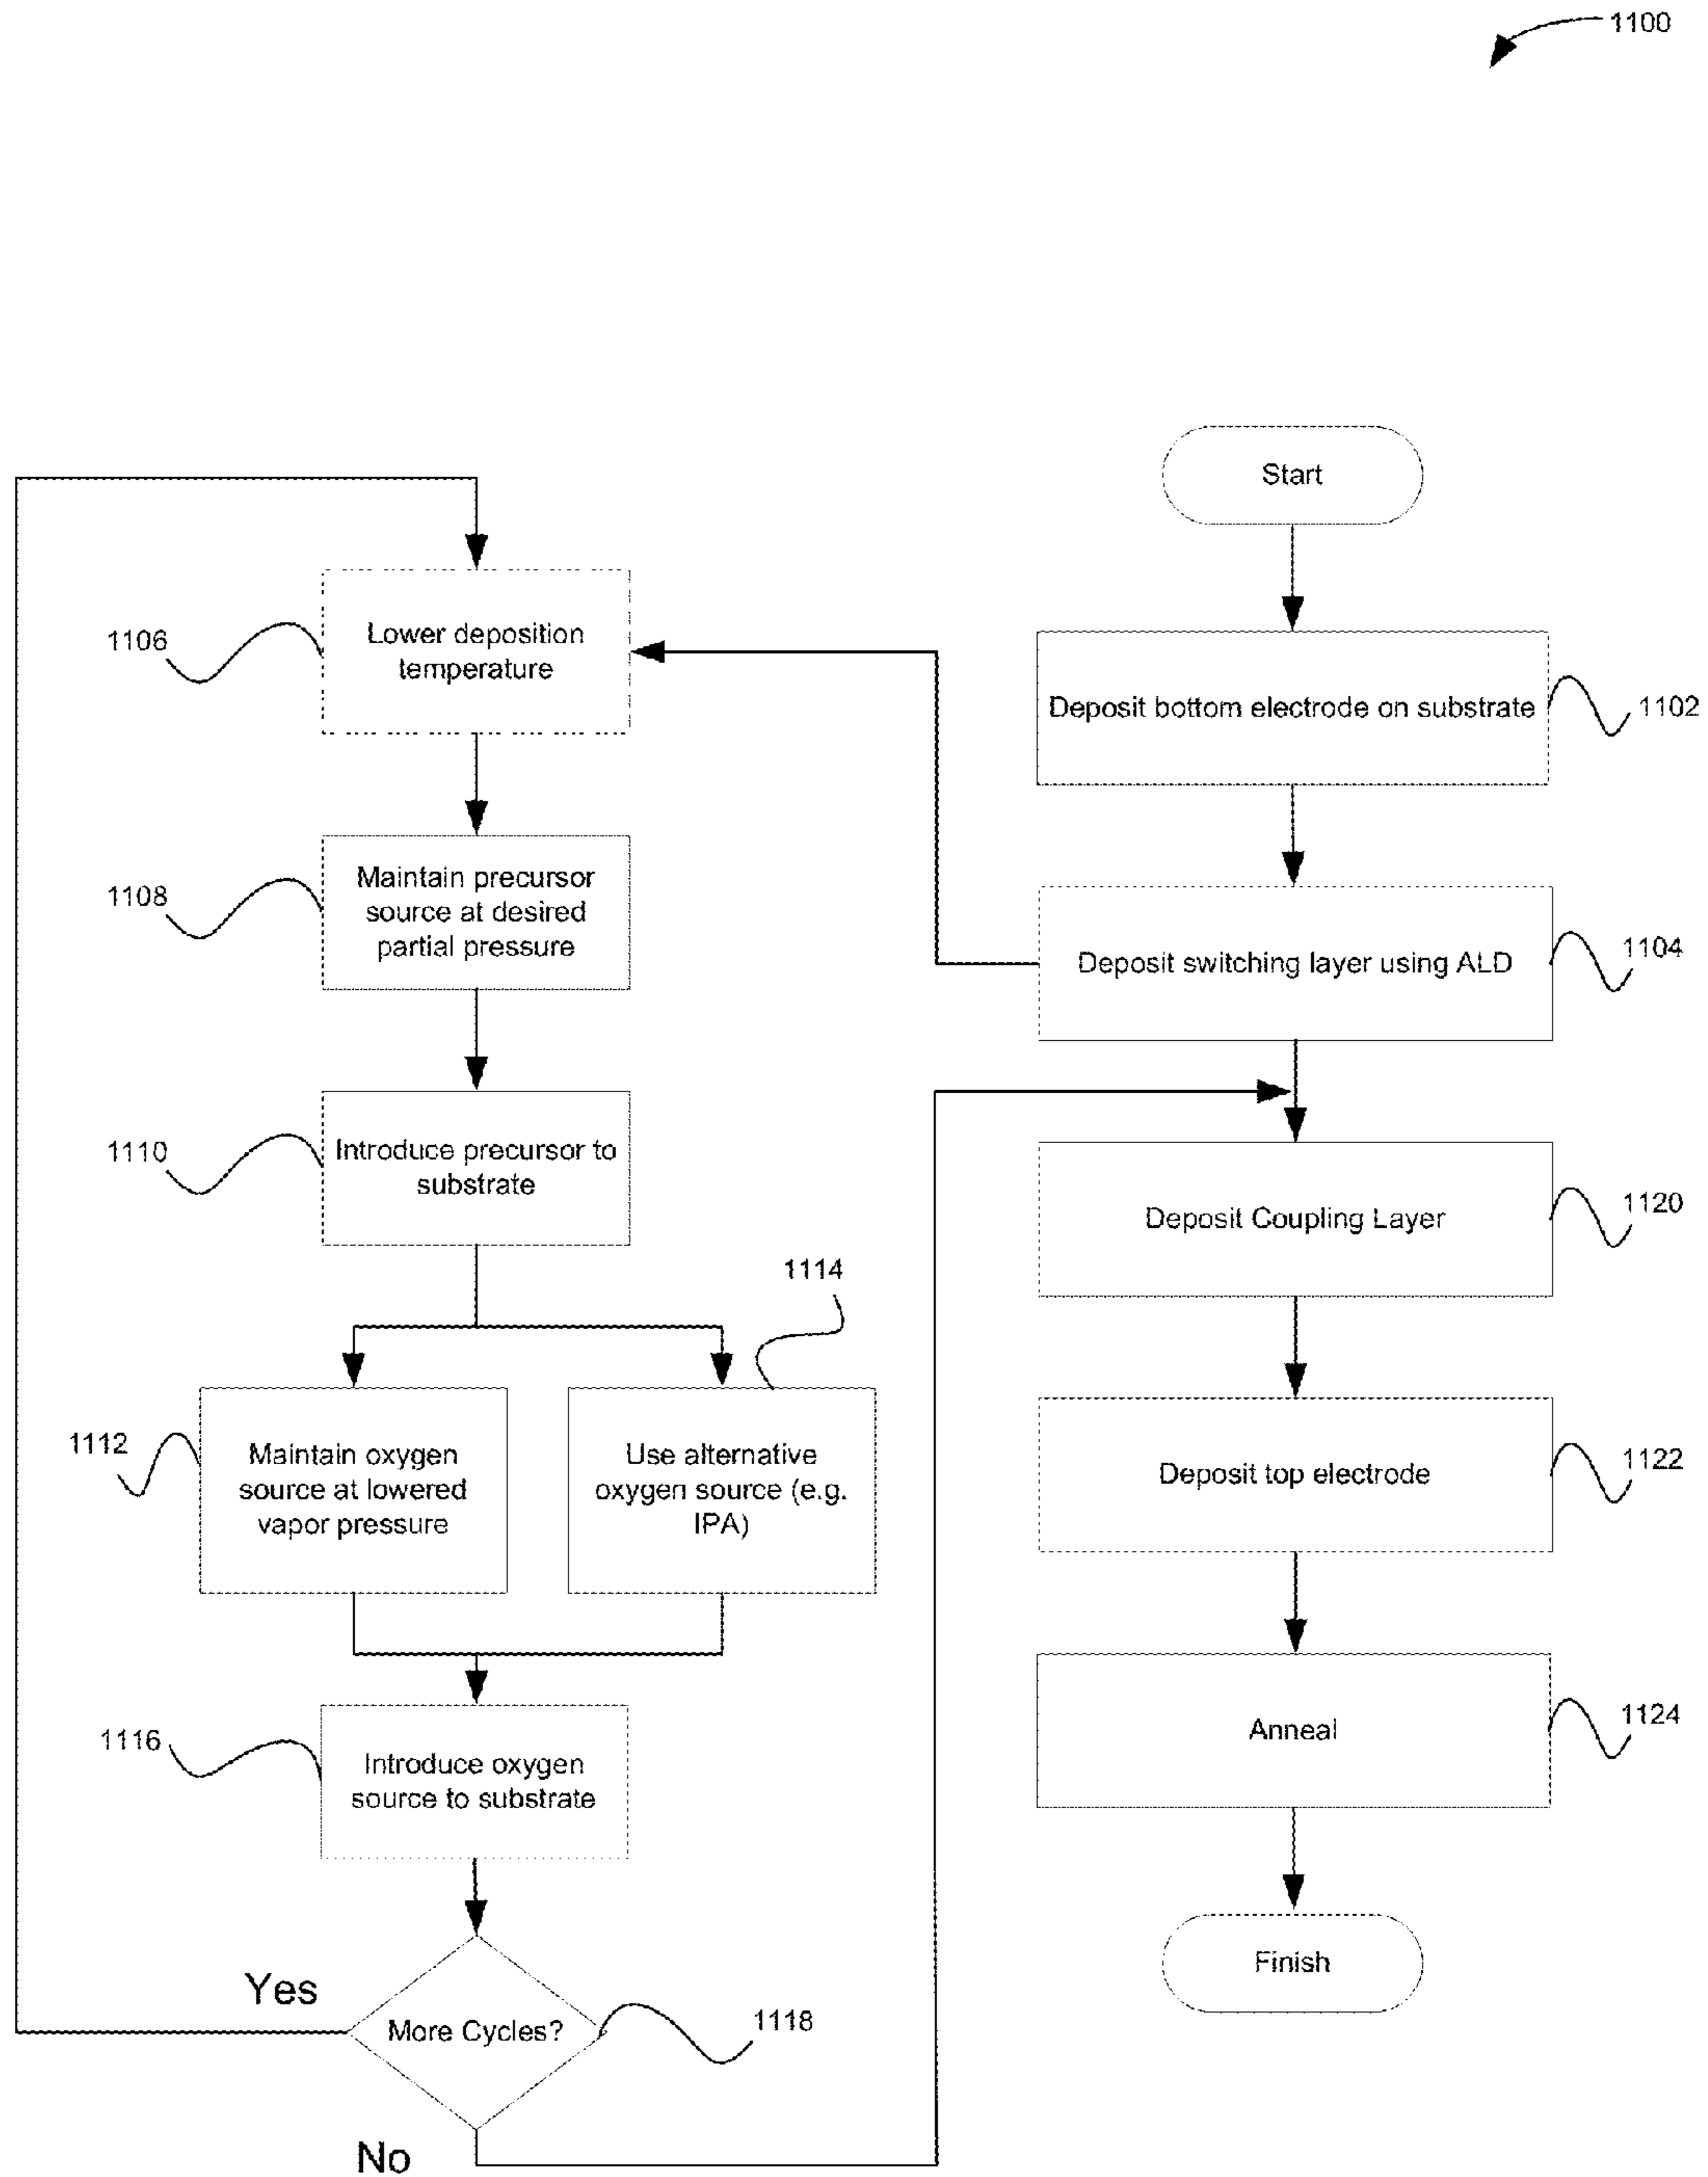 1100
Start
Lower deposition
temperature
1106
Deposit bottom electrode on substrate
1102
Maintain precursor
source at desired
partial pressure
1108
Deposit switching layer using ALD
1104
Introduce precursor to
substrate
1110
Deposit Coupling Layer
1120
1114
Maintain oxygen
source at lowered
vapor pressure
1112
Use alternative
oxygen source (e.g.
IPA)
Deposit top electrode
1122
Introduce oxygen
source to substrate
1116
Anneal
1124
Finish
Yes
More Cycles?
1118
No